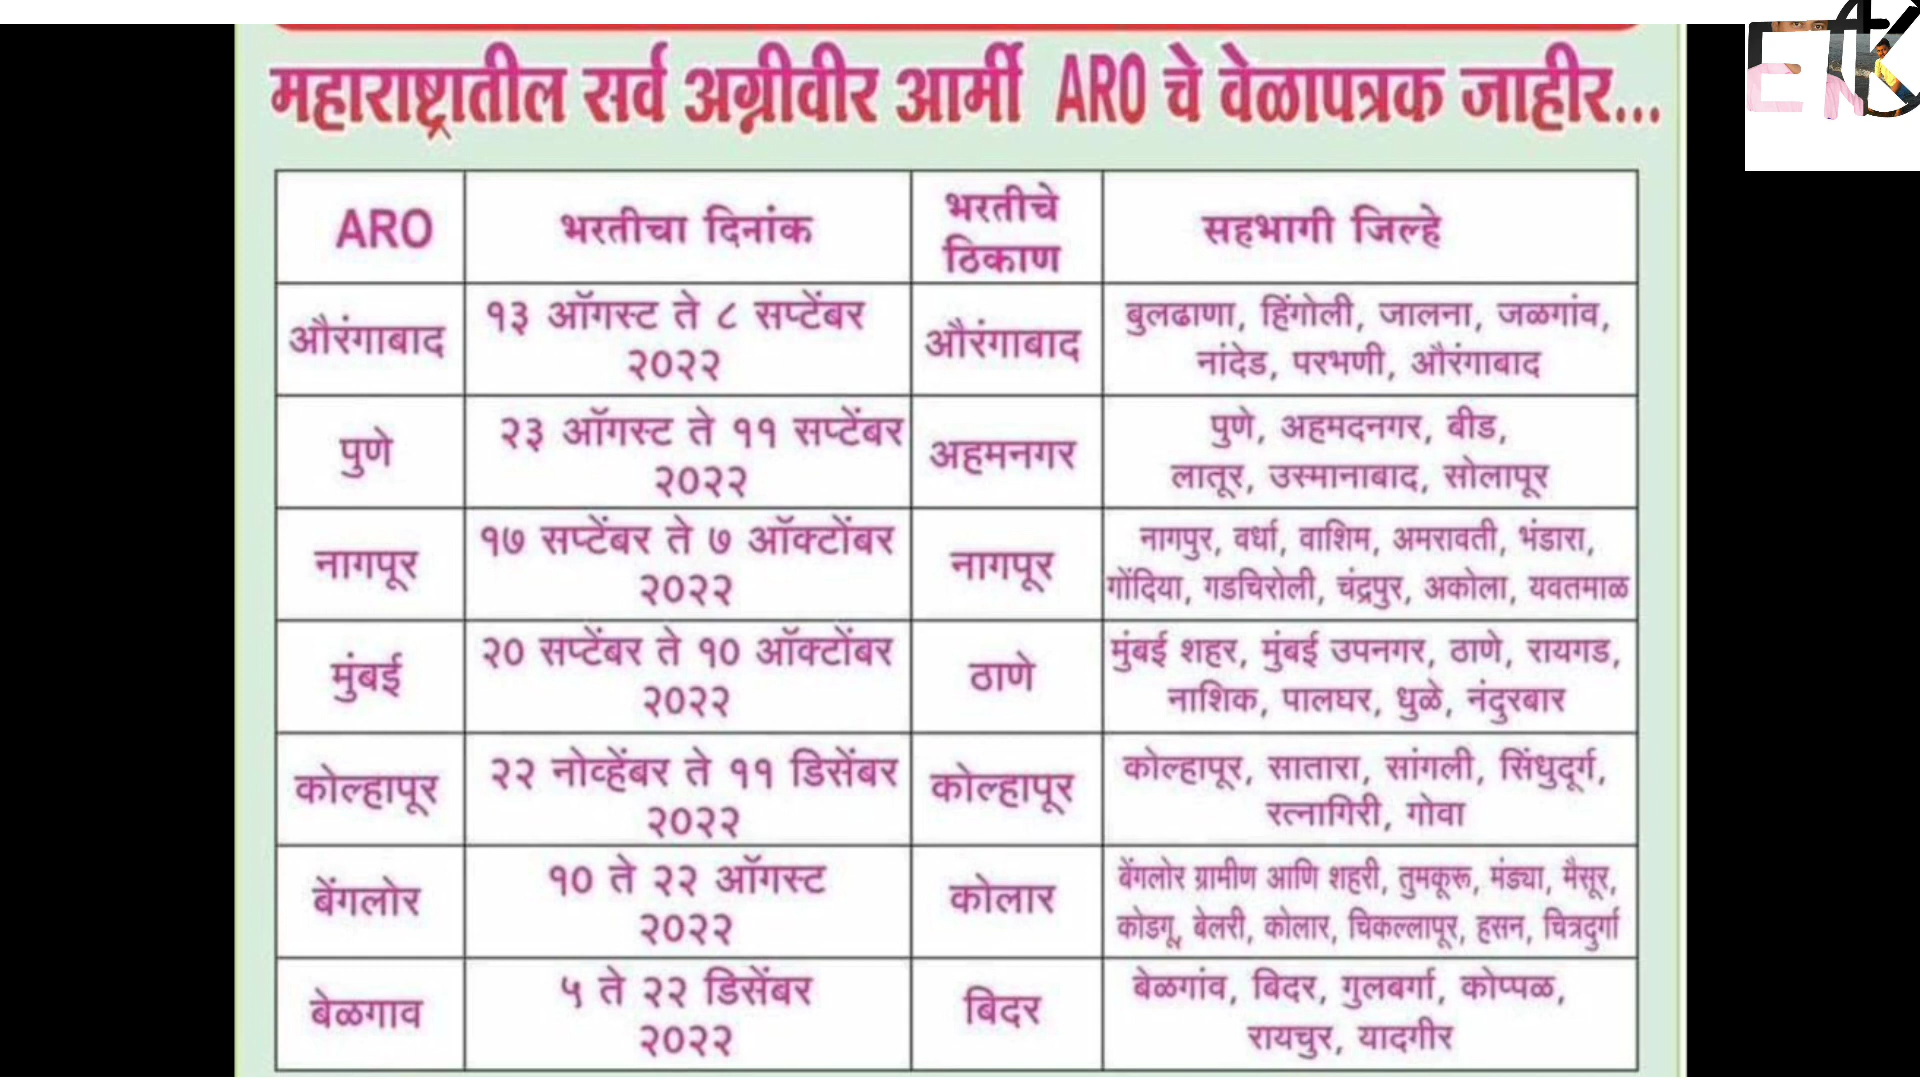 महाराष्ट्रातील सर्व अग्नीवीर आर्मी ARO चे वेळापत्रक जाहीर...
ARO
भरतीचा दिनांक
भरतीचे
ठिकाण
सहभागी जिल्हे
औरंगाबाद
१३ ऑगस्ट ते ८ सप्टेंबर
२०२२
औरंगाबाद
बुलढाणा, हिंगोली, जालना, जळगांव,
नांदेड, परभणी, औरंगाबाद
पुणे
२३ ऑगस्ट ते ११ सप्टेंबर
२०२२
अहमनगर
पुणे, अहमदनगर, बीड,
लातूर, उस्मानाबाद, सोलापूर
नागपूर
१७ सप्टेंबर ते ७ ऑक्टोंबर
२०२२
नागपूर
नागपुर, वर्धा, वाशिम, अमरावती, भंडारा,
गोंदिया, गडचिरोली, चंद्रपुर, अकोला, यवतमाळ
मुंबई
२० सप्टेंबर ते १० ऑक्टोंबर
२०२२
ठाणे
मुंबई शहर, मुंबई उपनगर, ठाणे, रायगड,
नाशिक, पालघर, धुळे, नंदुरबार
कोल्हापूर
२२ नोव्हेंबर ते ११ डिसेंबर
२०२२
कोल्हापूर
कोल्हापूर, सातारा, सांगली, सिंधुदूर्ग,
रत्नागिरी, गोवा
बेंगलोर
१० ते २२ ऑगस्ट
२०२२
कोलार
बेंगलोर ग्रामीण आणि शहरी, तुमकूरू, मंड्या, मैसूर,
कोडगू, बेलरी, कोलार, चिकल्लापूर, हसन, चित्रदुर्गा
बेळगाव
५ ते २२ डिसेंबर
२०२२
बिदर
बेळगांव, बिदर, गुलबर्गा, कोप्पळ,
रायचुर, यादगीर